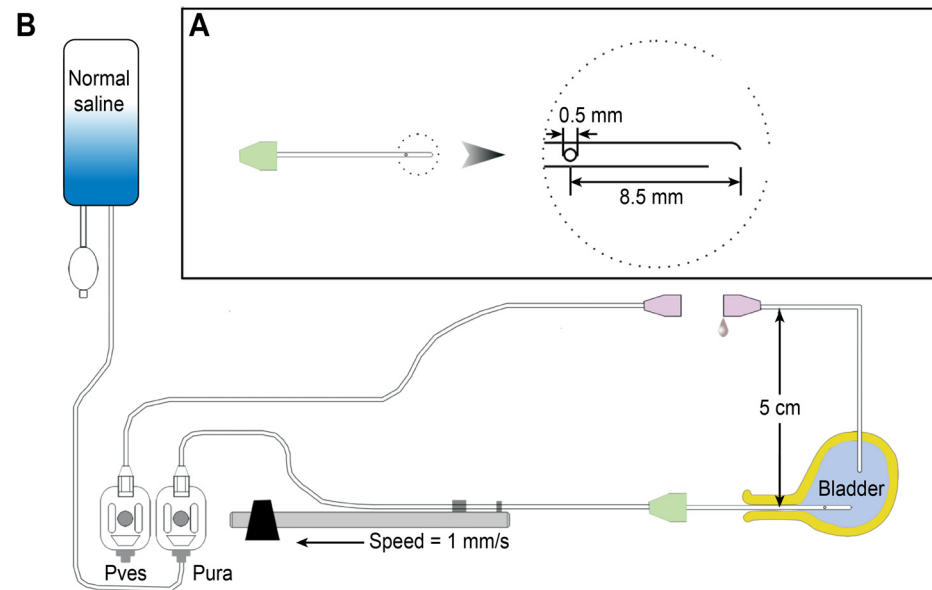 B
A
Normal
saline
0.5 mm
8.5 mm
5 cm
Bladder
Speed = 1 mm/s
Pves
Pura